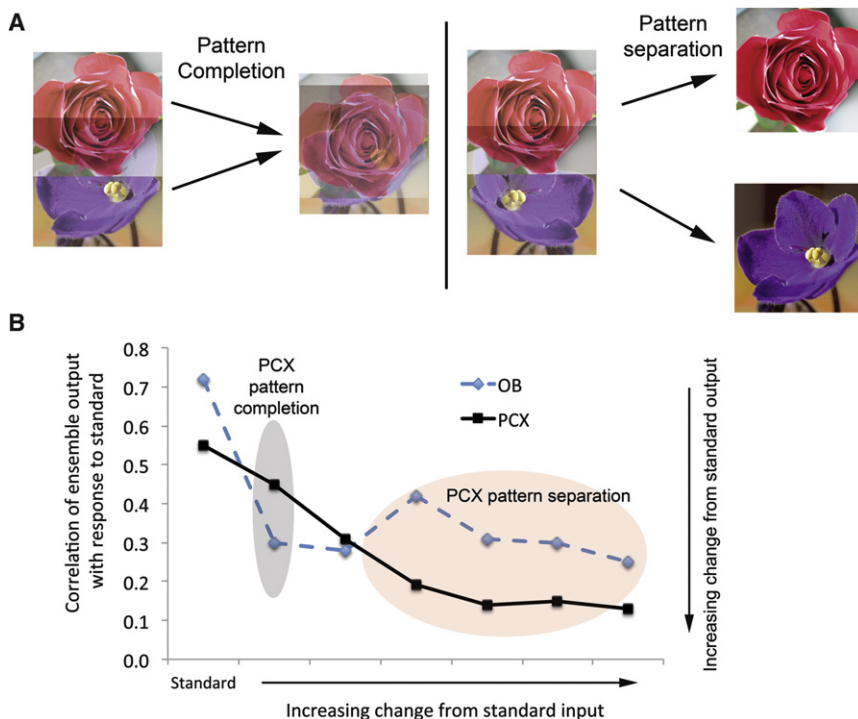 A
Pattern
Completion
Pattern
separation
B
Correlation of ensemble output
with response to standard
0.8
0.7
0.6
0.5
0.4
0.3
0.2
0.1
0.0
PCX
pattern
completion
OB
PCX
PCX pattern separation
Increasing change from standard output
Standard
Increasing change from standard input